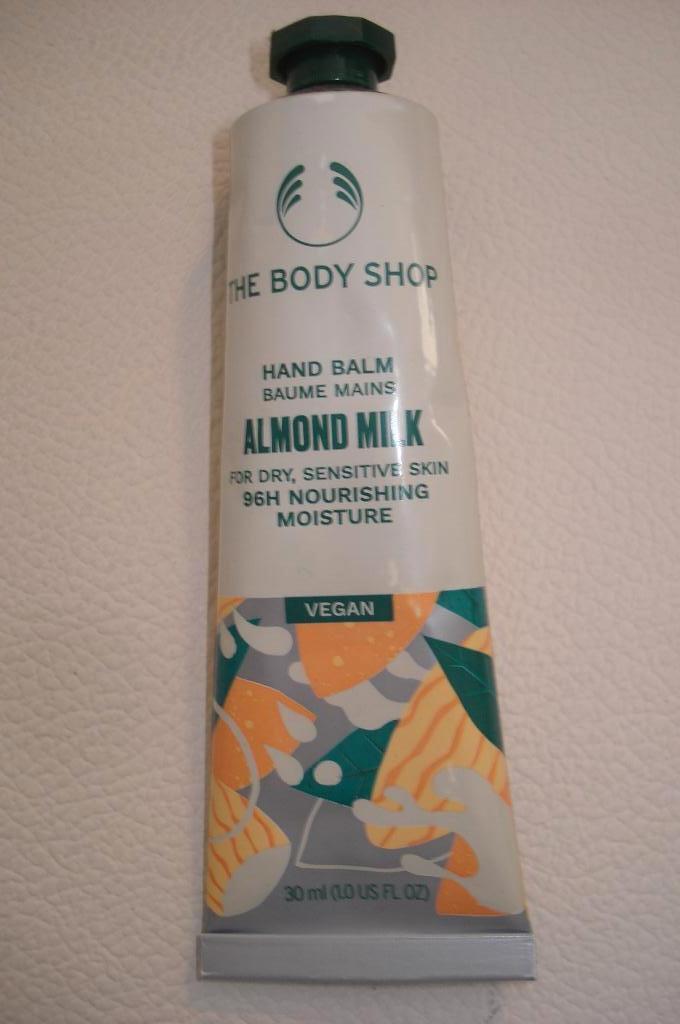 THE BODY SHOP
HAND BALM
BAUME MAINS
ALMOND MILK
FOR DRY, SENSITIVE SKIN
96H NOURISHING
MOISTURE
VEGAN
30 ml (1.0 US FL OZ)